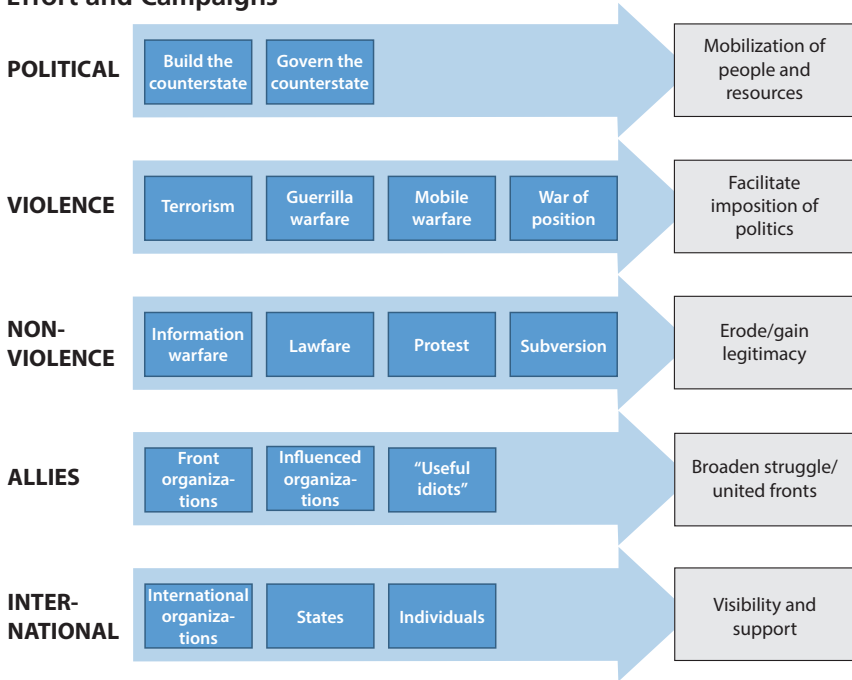 Effort and Campaigns
POLITICAL
Build the
counterstate
Govern the
counterstate
Mobilization of
people and
resources
VIOLENCE
Terrorism
Guerrilla
warfare
Mobile
warfare
War of
position
Facilitate
imposition of
politics
NON-
VIOLENCE
Information
warfare
Lawfare
Protest
Subversion
Erode/gain
legitimacy
ALLIES
Front
organiza-
tions
Influenced
organiza-
tions
"Useful
idiots"
Broaden struggle/
united fronts
INTER-
NATIONAL
International
organiza-
tions
States
Individuals
Visibility and
support